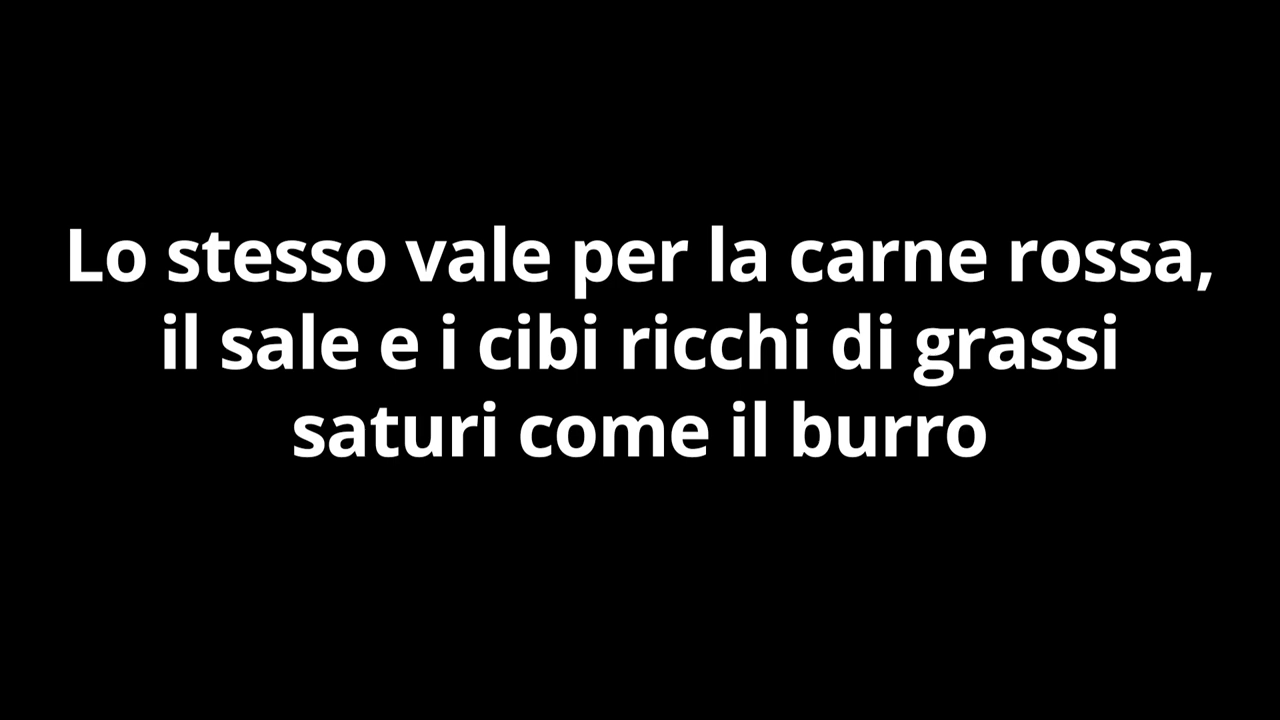 Lo stesso vale per la carne rossa,
il sale e i cibi ricchi di grassi
saturi come il burro